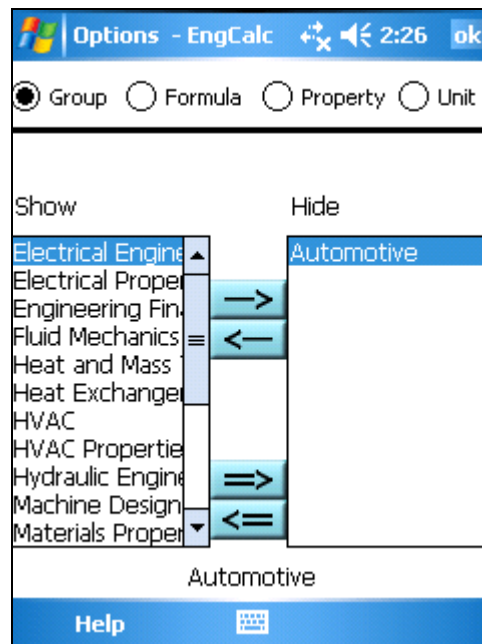 Options - EngCalc 2:26 ok
Group Formula Property Unit
Show Hide
Electrical Engine
Electrical Proper
Engineering Fin
Fluid Mechanics
Heat and Mass
Heat Exchanger
HVAC
HVAC Propertie
Hydraulic Engine
Machine Design
Materials Proper
Automotive
—>
<—
=>
<=
Automotive
Help